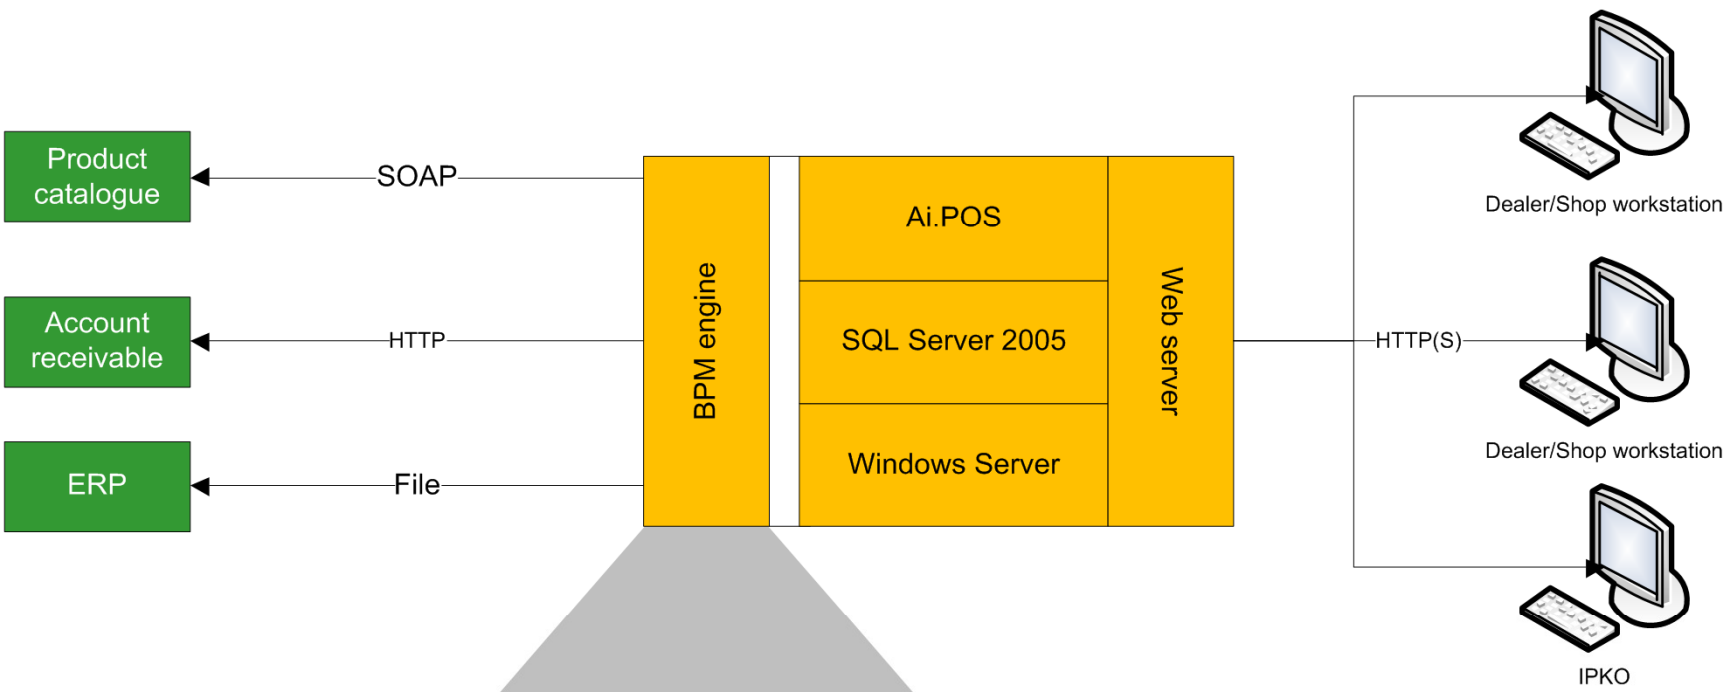 Product
catalogue
SOAP
Account
receivable
HTTP
ERP
File
BPM engine
Ai.POS
SQL Server 2005
Windows Server
Web server
HTTP(S)
Dealer/Shop workstation
Dealer/Shop workstation
IPKO